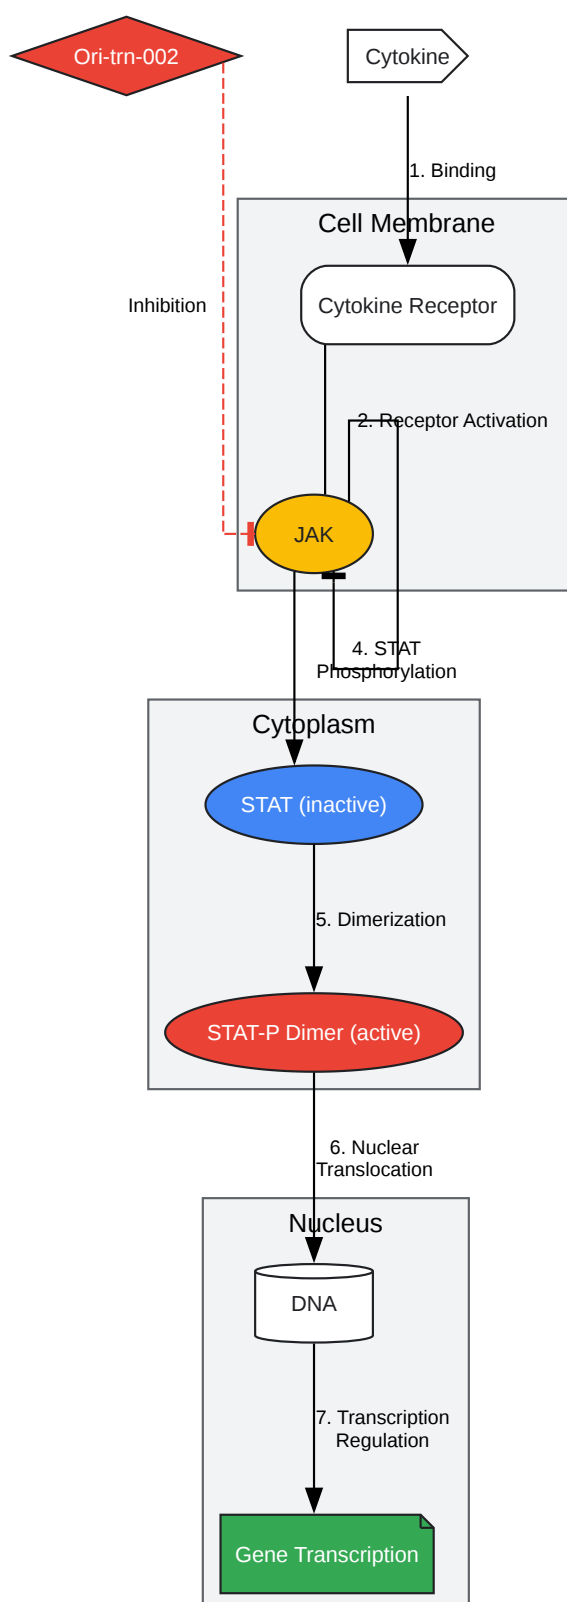 Ori-trn-002
Cytokine
1. Binding
Cell Membrane
Inhibition
Cytokine Receptor
2. Receptor Activation
JAK
4. STAT
Phosphorylation
Cytoplasm
STAT (inactive)
5. Dimerization
STAT-P Dimer (active)
6. Nuclear
Translocation
Nucleus
DNA
7. Transcription
Regulation
Gene Transcription